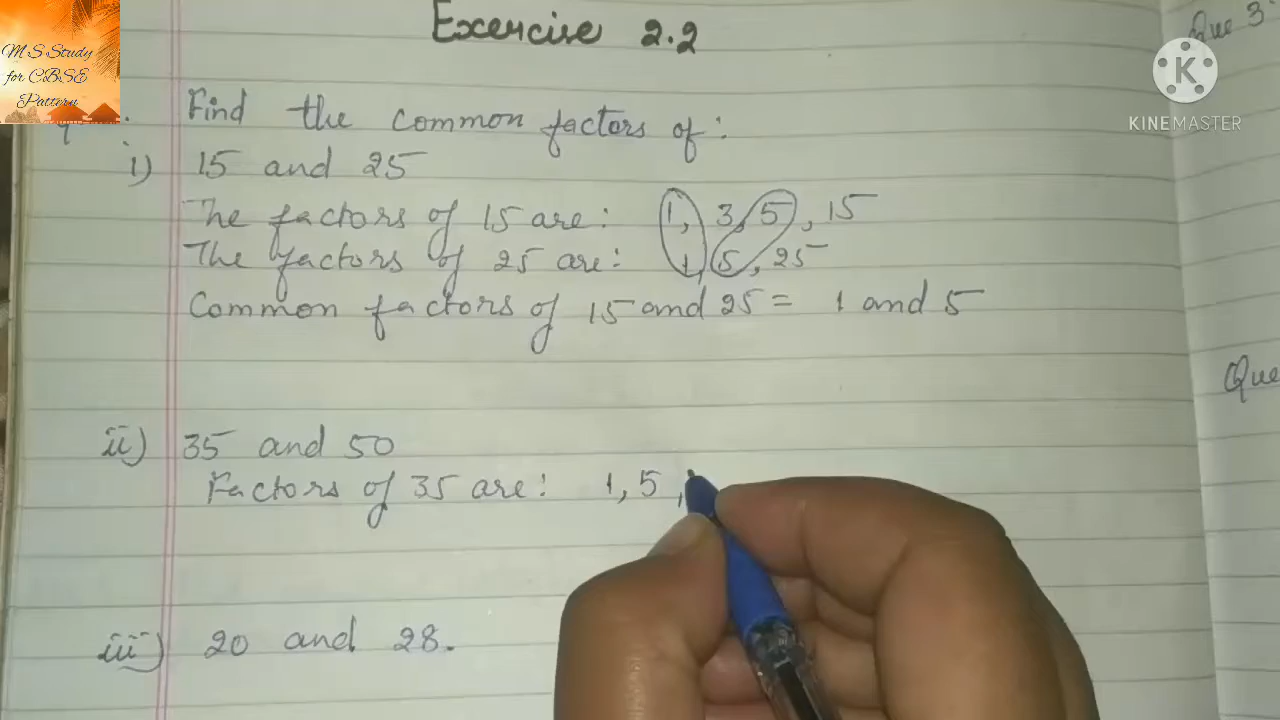 M S Study
for CBSE
Pattern
Exercise 2.2
Que 3
KINEMASTER
Find the common factors of:
i) 15 and 25
The factors of 15 are: 1, 3, 5, 15
The factors of 25 are: 1, 5, 25
Common factors of 15 and 25 = 1 and 5
Que
ii) 35 and 50
Factors of 35 are: 1, 5,
iii) 20 and 28.